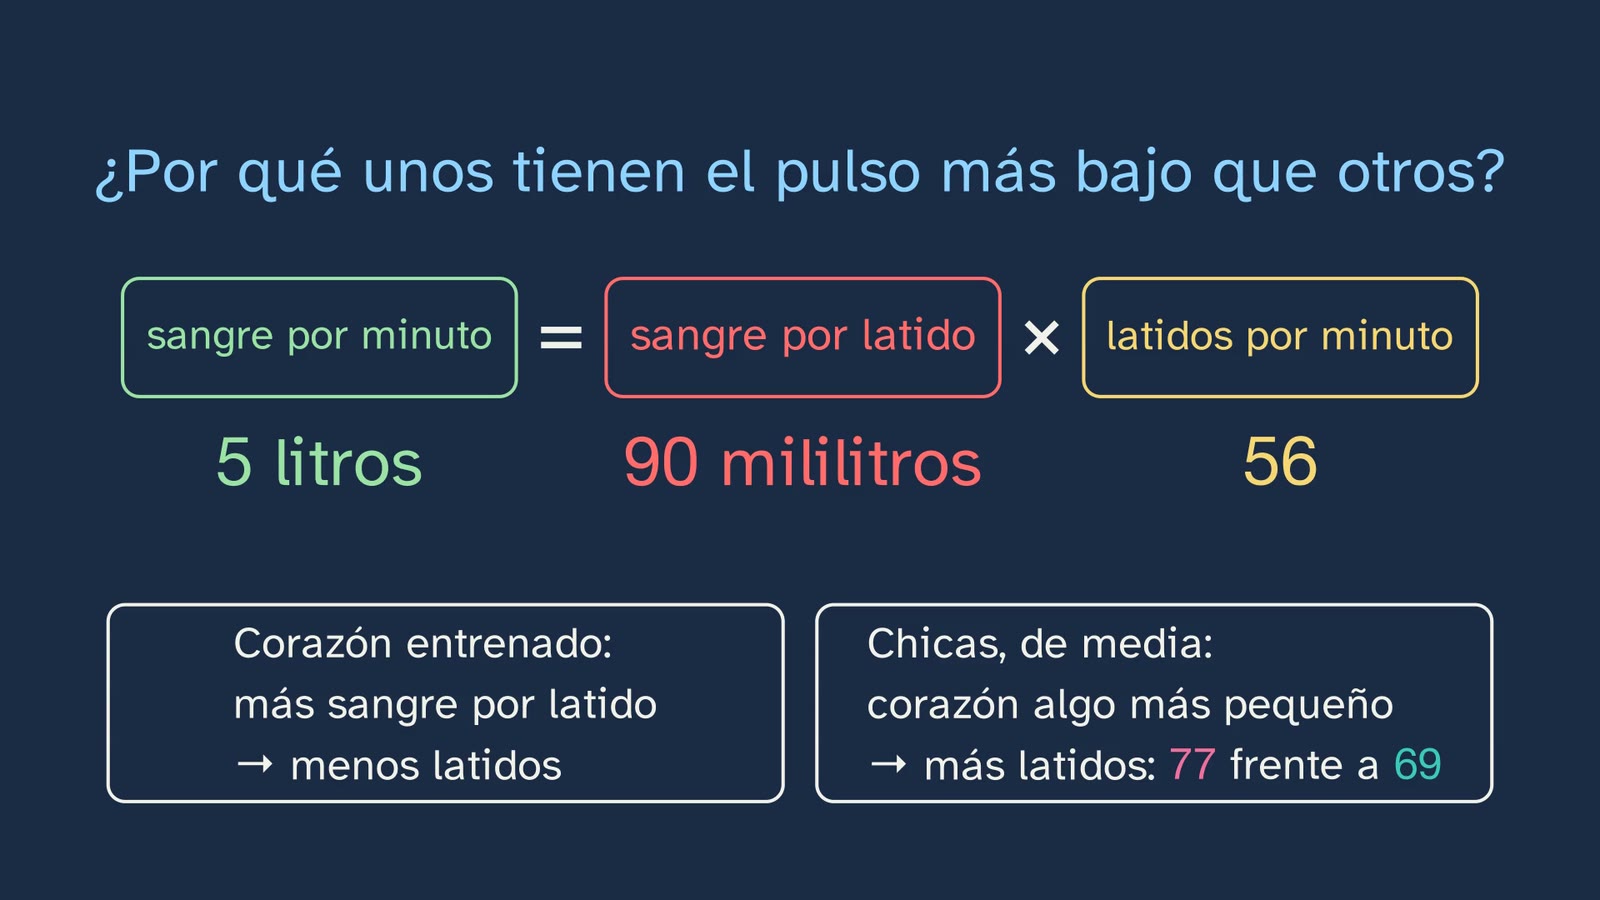 ¿Por qué unos tienen el pulso más bajo que otros?
sangre por minuto = sangre por latido × latidos por minuto
5 litros 90 mililitros 56
Corazón entrenado:
más sangre por latido
→ menos latidos
Chicas, de media:
corazón algo más pequeño
→ más latidos: 77 frente a 69